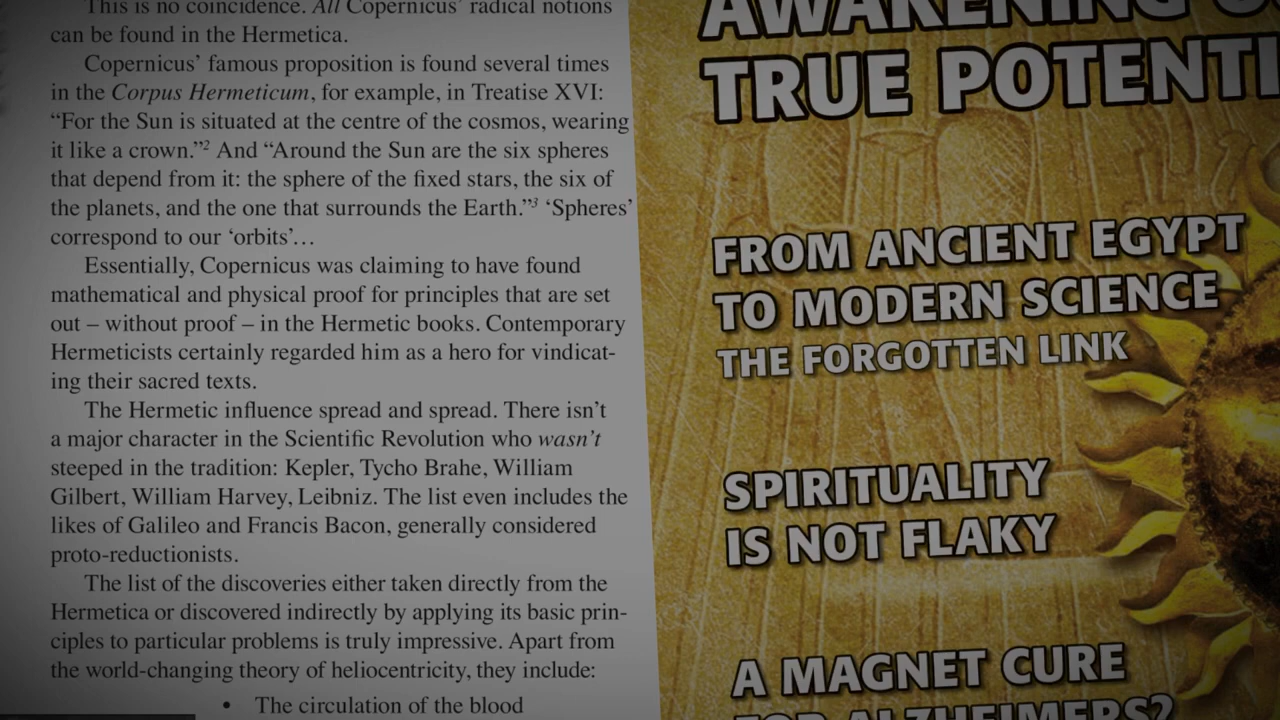 This is no coincidence. All Copernicus' radical notions
can be found in the Hermetica.
Copernicus' famous proposition is found several times
in the Corpus Hermeticum, for example, in Treatise XVI:
“For the Sun is situated at the centre of the cosmos, wearing
it like a crown.”2 And “Around the Sun are the six spheres
that depend from it: the sphere of the fixed stars, the six of
the planets, and the one that surrounds the Earth.”3 ‘Spheres’
correspond to our ‘orbits’…
Essentially, Copernicus was claiming to have found
mathematical and physical proof for principles that are set
out – without proof – in the Hermetic books. Contemporary
Hermeticists certainly regarded him as a hero for vindicat-
ing their sacred texts.
The Hermetic influence spread and spread. There isn't
a major character in the Scientific Revolution who wasn't
steeped in the tradition: Kepler, Tycho Brahe, William
Gilbert, William Harvey, Leibniz. The list even includes the
likes of Galileo and Francis Bacon, generally considered
proto-reductionists.
The list of the discoveries either taken directly from the
Hermetica or discovered indirectly by applying its basic prin-
ciples to particular problems is truly impressive. Apart from
the world-changing theory of heliocentricity, they include:
• The circulation of the blood
AWAKENING
TRUE POTENTI
FROM ANCIENT EGYPT
TO MODERN SCIENCE
THE FORGOTTEN LINK
SPIRITUALITY
IS NOT FLAKY
A MAGNET CURE
FOR ALZHEIMERS?